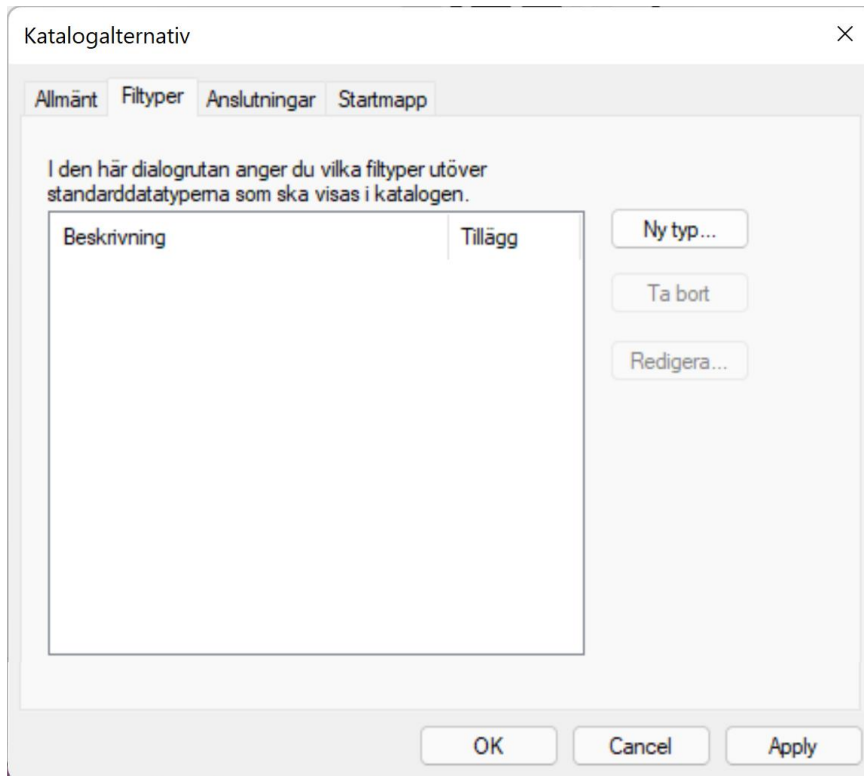 Katalogalternativ
Allmänt Filtyper Anslutningar Startmapp
I den här dialogrutan anger du vilka filtyper utöver
standarddatatyperna som ska visas i katalogen.
Beskrivning Tillägg
Ny typ...
Ta bort
Redigera...
OK Cancel Apply